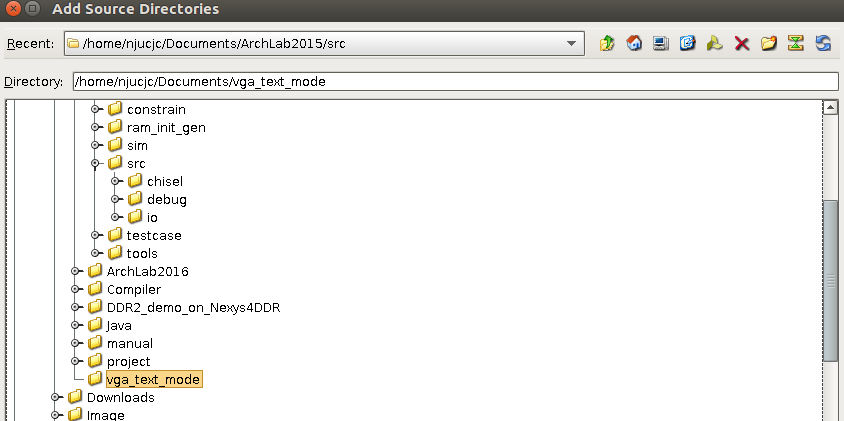 Add Source Directories
Recent: /home/njucjc/Documents/ArchLab2015/src
Directory: /home/njucjc/Documents/vga_text_mode
constrain
ram_init_gen
sim
src
chisel
debug
io
testcase
tools
ArchLab2016
Compiler
DDR2_demo_on_Nexys4DDR
Java
manual
project
vga_text_mode
Downloads
Image